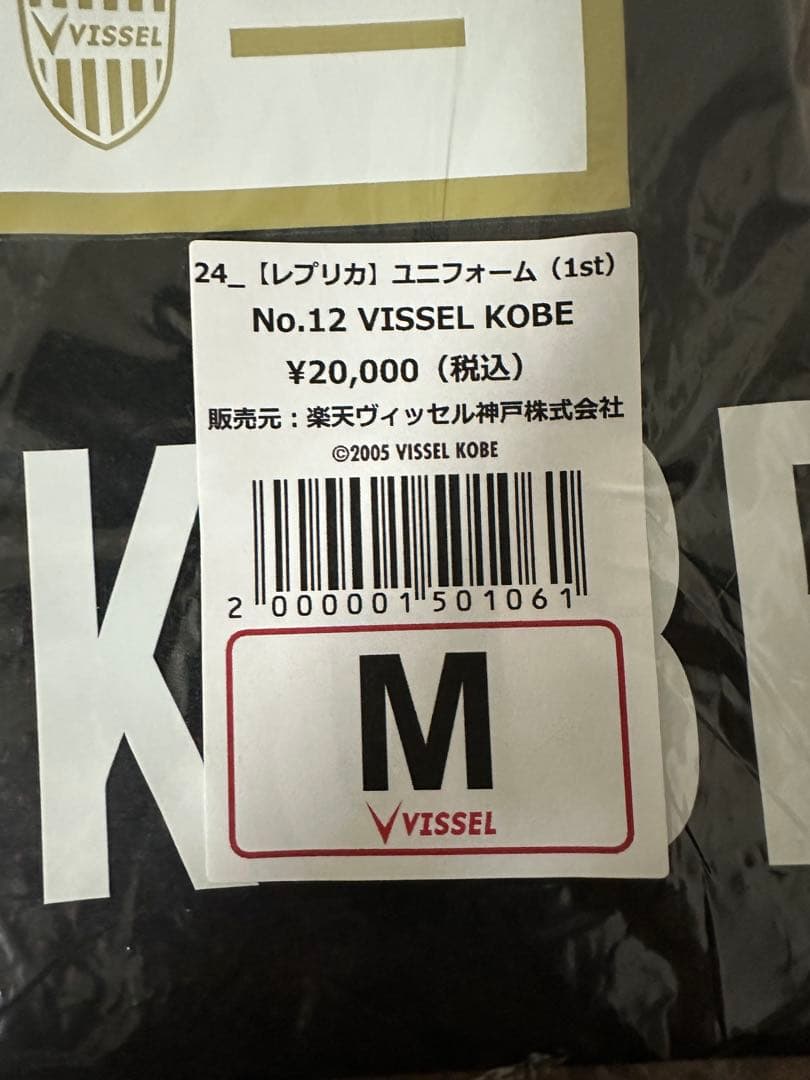 VISSEL
24_【レプリカ】ユニフォーム（1st）
No.12 VISSEL KOBE
¥20,000（税込）
販売元：楽天ヴィッセル神戸株式会社
©2005 VISSEL KOBE
2 000001 501061
M
VISSEL